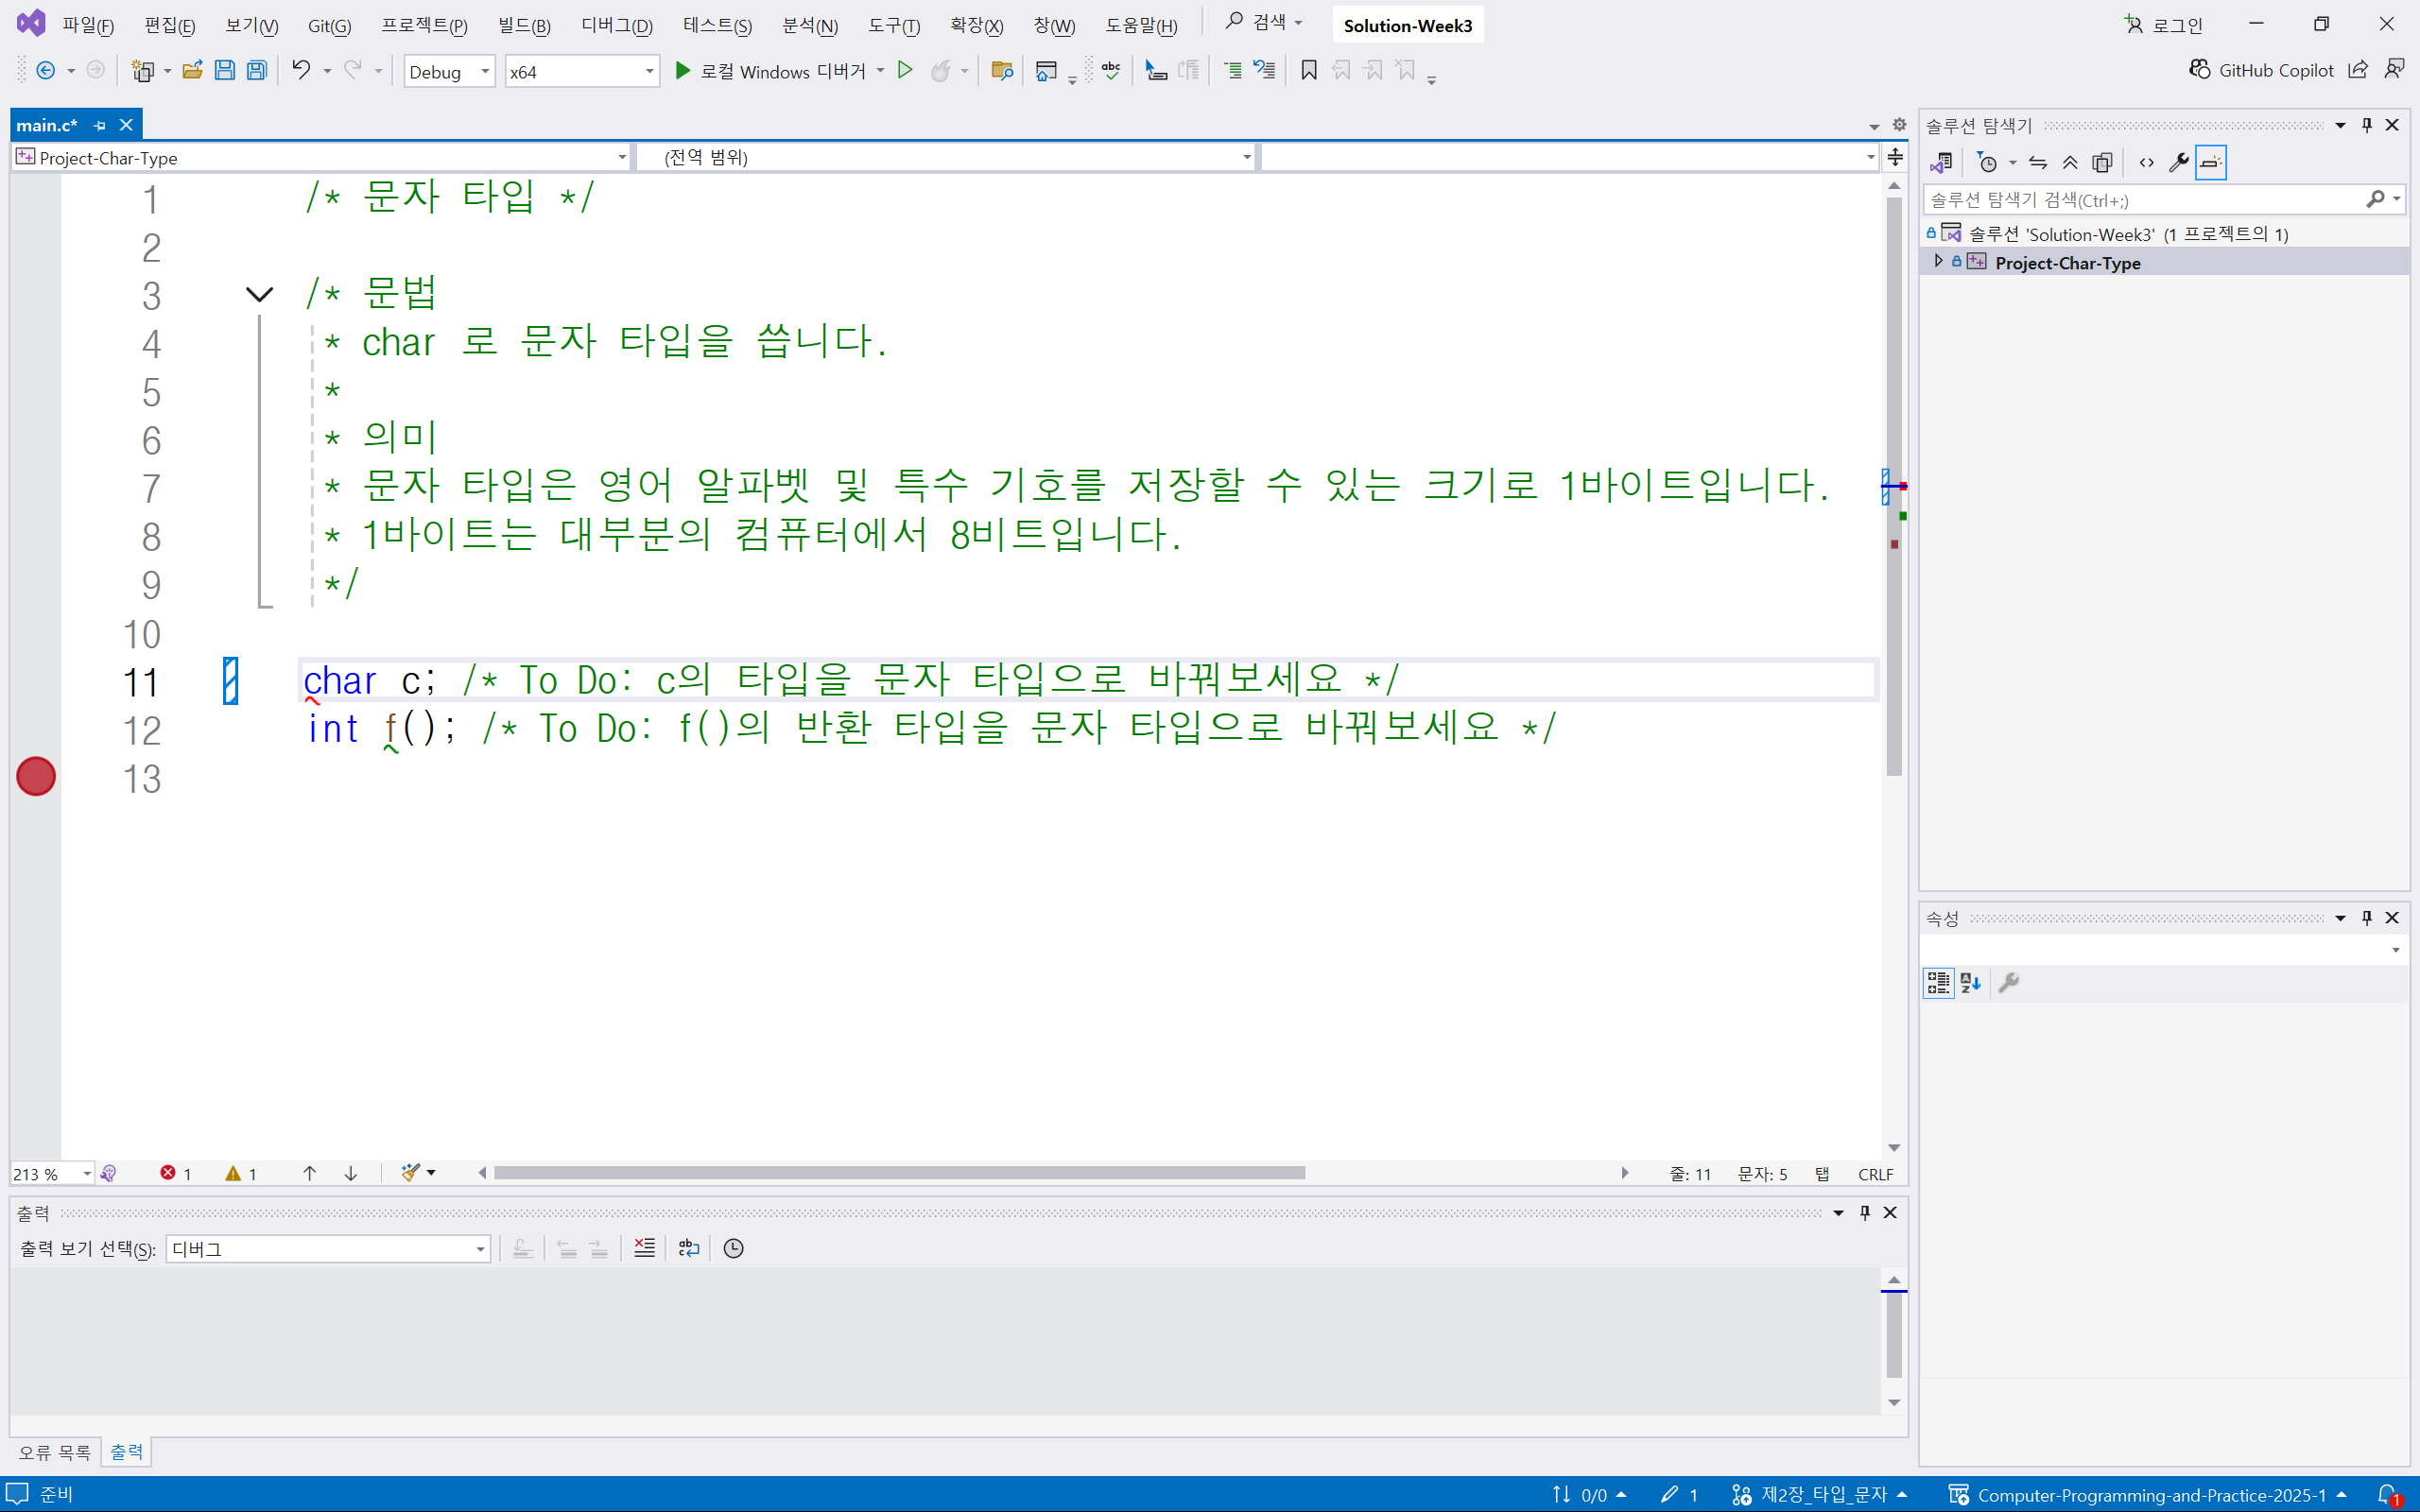 파일(F) 편집(E) 보기(V) Git(G) 프로젝트(P) 빌드(B) 디버그(D) 테스트(S) 분석(N) 도구(T) 확장(X) 창(W) 도움말(H) 검색 Solution-Week3 로그인
Debug x64 로컬 Windows 디버거 GitHub Copilot
main.c*
Project-Char-Type (전역 범위)
1 /* 문자 타입 */
2
3 /* 문법
4 * char 로 문자 타입을 씁니다.
5 *
6 * 의미
7 * 문자 타입은 영어 알파벳 및 특수 기호를 저장할 수 있는 크기로 1바이트입니다.
8 * 1바이트는 대부분의 컴퓨터에서 8비트입니다.
9 */
10
11 char c; /* To Do: c의 타입을 문자 타입으로 바꿔보세요 */
12 int f(); /* To Do: f()의 반환 타입을 문자 타입으로 바꿔보세요 */
13
213 % 1 1 줄: 11 문자: 5 탭 CRLF
출력
출력 보기 선택(S): 디버그
오류 목록 출력
솔루션 탐색기
솔루션 탐색기 검색(Ctrl+;)
솔루션 'Solution-Week3' (1 프로젝트의 1)
Project-Char-Type
속성
준비 0/0 1 제2장_타입_문자 Computer-Programming-and-Practice-2025-1 1